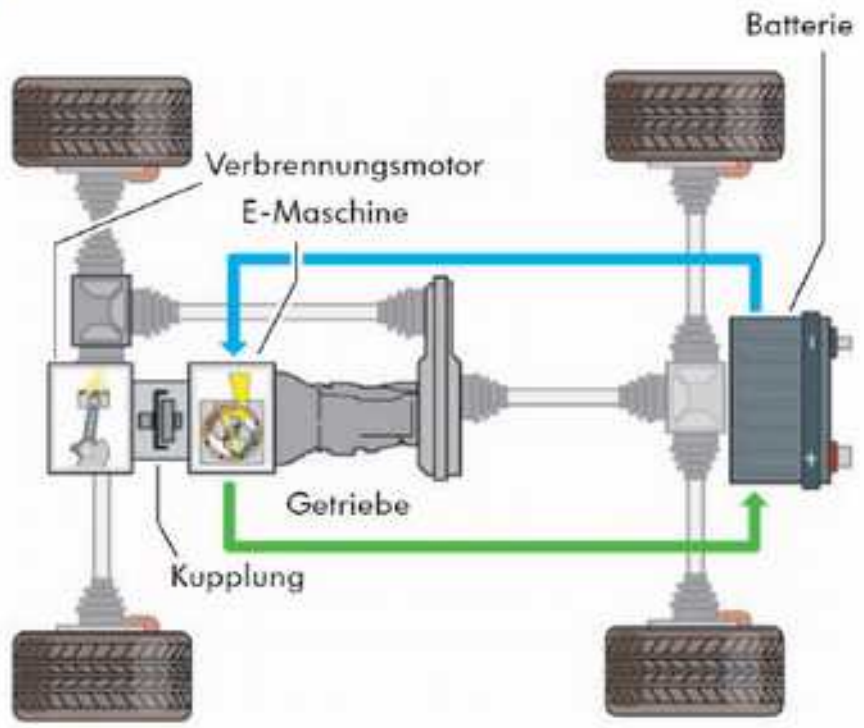 Batterie
Verbrennungsmotor
E-Maschine
Getriebe
Kupplung